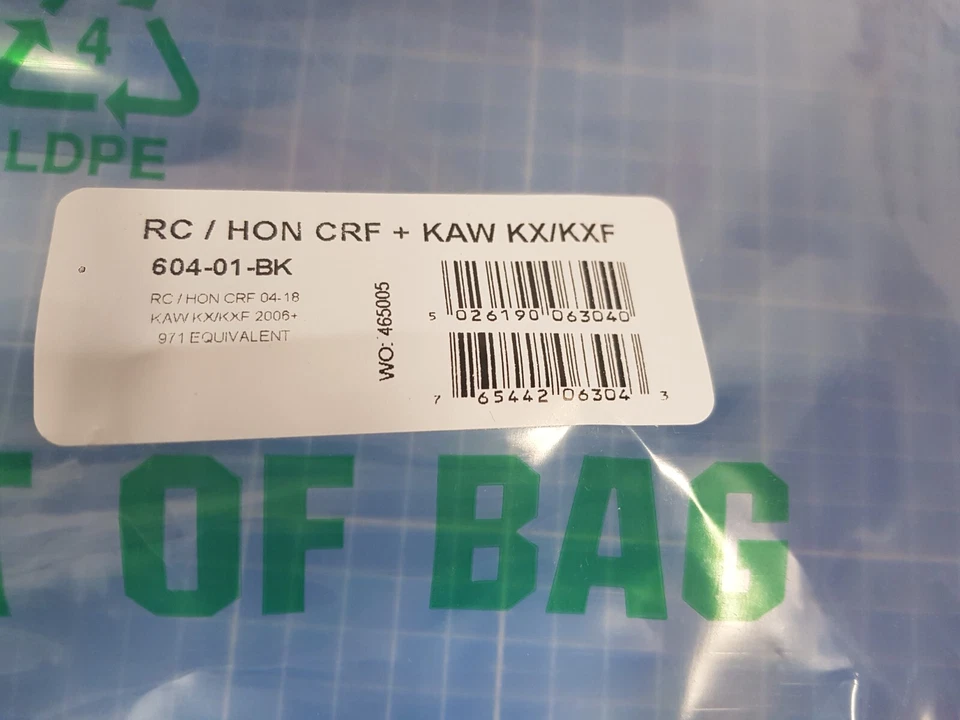 4
LDPE
RC / HON CRF + KAW KX/KXF
604-01-BK
RC / HON CRF 04-18
KAW KX/KXF 2006+
971 EQUIVALENT
WO: 465005
5 026190 063040
7 65442 06304 3
OF BAG